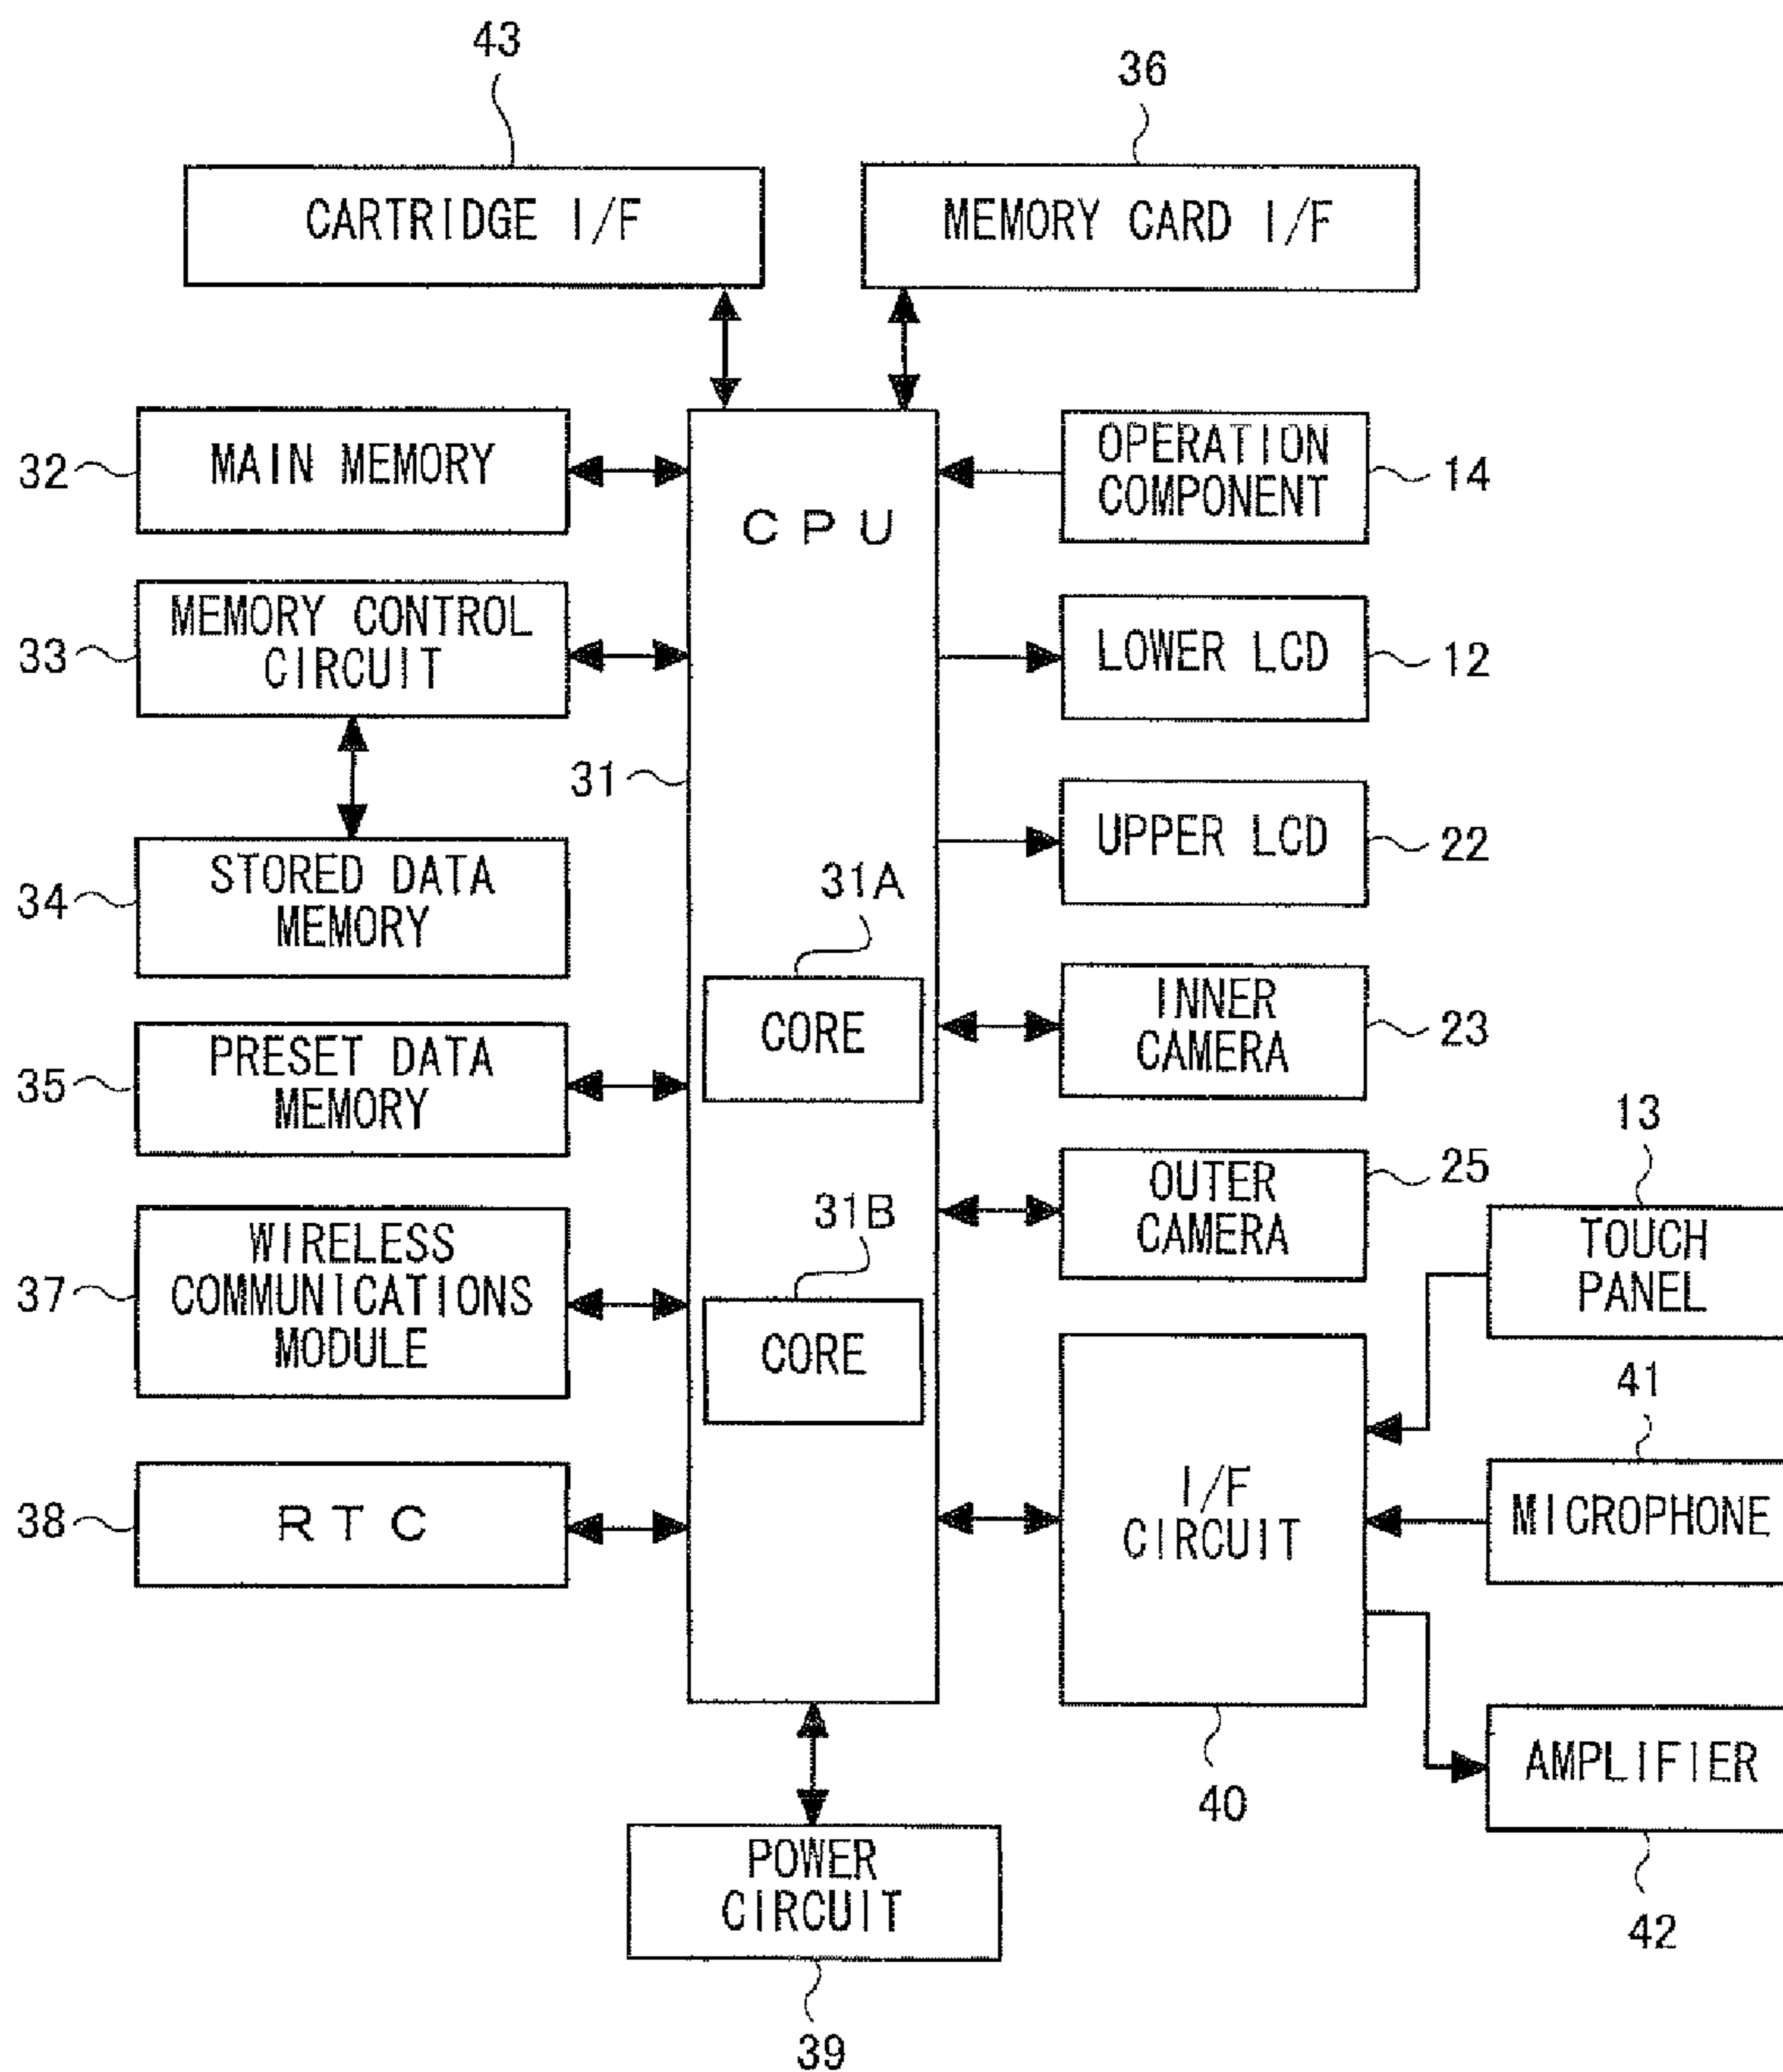 43
36
CARTRIDGE I/F
MEMORY CARD I/F
32
MAIN MEMORY
CPU
OPERATION
COMPONENT
14
33
MEMORY CONTROL
CIRCUIT
31
LOWER LCD
12
34
STORED DATA
MEMORY
UPPER LCD
22
31A
CORE
INNER
CAMERA
23
35
PRESET DATA
MEMORY
OUTER
CAMERA
25
13
TOUCH
PANEL
37
WIRELESS
COMMUNICATIONS
MODULE
31B
CORE
41
MICROPHONE
38
RTC
I/F
CIRCUIT
40
AMPLIFIER
42
POWER
CIRCUIT
39